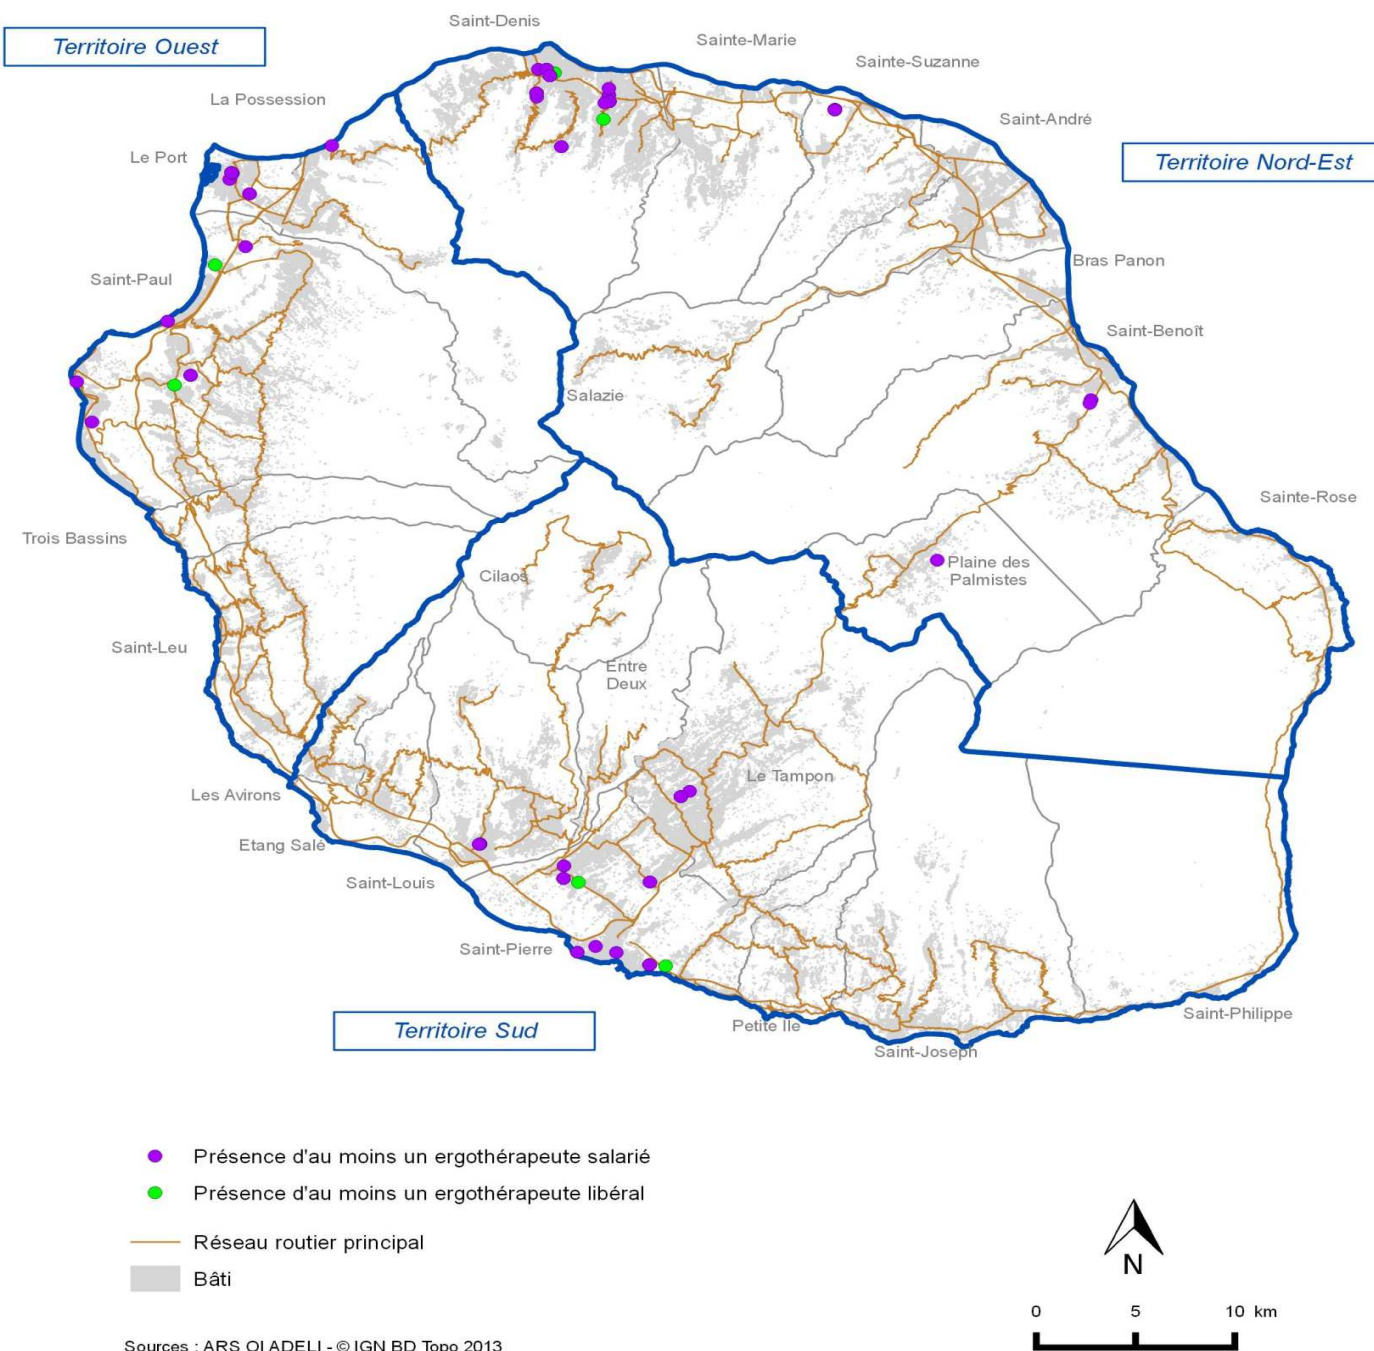 Saint-Denis
Territoire Ouest
Sainte-Marie
Sainte-Suzanne
La Possession
Saint-André
Le Port
Territoire Nord-Est
Bras Panon
Saint-Paul
Saint-Benoît
Salazie
Sainte-Rose
Trois Bassins
Plaine des
Palmistes
Cilaos
Saint-Leu
Entre
Deux
Le Tampon
Les Avirons
Etang Salé
Saint-Louis
Saint-Pierre
Saint-Philippe
Petite Ile
Territoire Sud
Saint-Joseph
Présence d'au moins un ergothérapeute salarié
Présence d'au moins un ergothérapeute libéral
Réseau routier principal
Bâti
N
0 5 10 km
Sources : ARS OI ADELI - © IGN BD Topo 2013